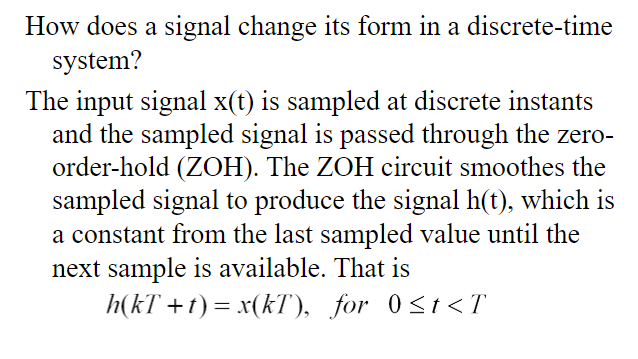 How does a signal change its form in a discrete-time
system?
The input signal x(t) is sampled at discrete instants
and the sampled signal is passed through the zero-
order-hold (ZOH). The ZOH circuit smoothes the
sampled signal to produce the signal h(t), which is
a constant from the last sampled value until the
next sample is available. That is
h(kT + t) = x(kT), for 0 ≤ t < T